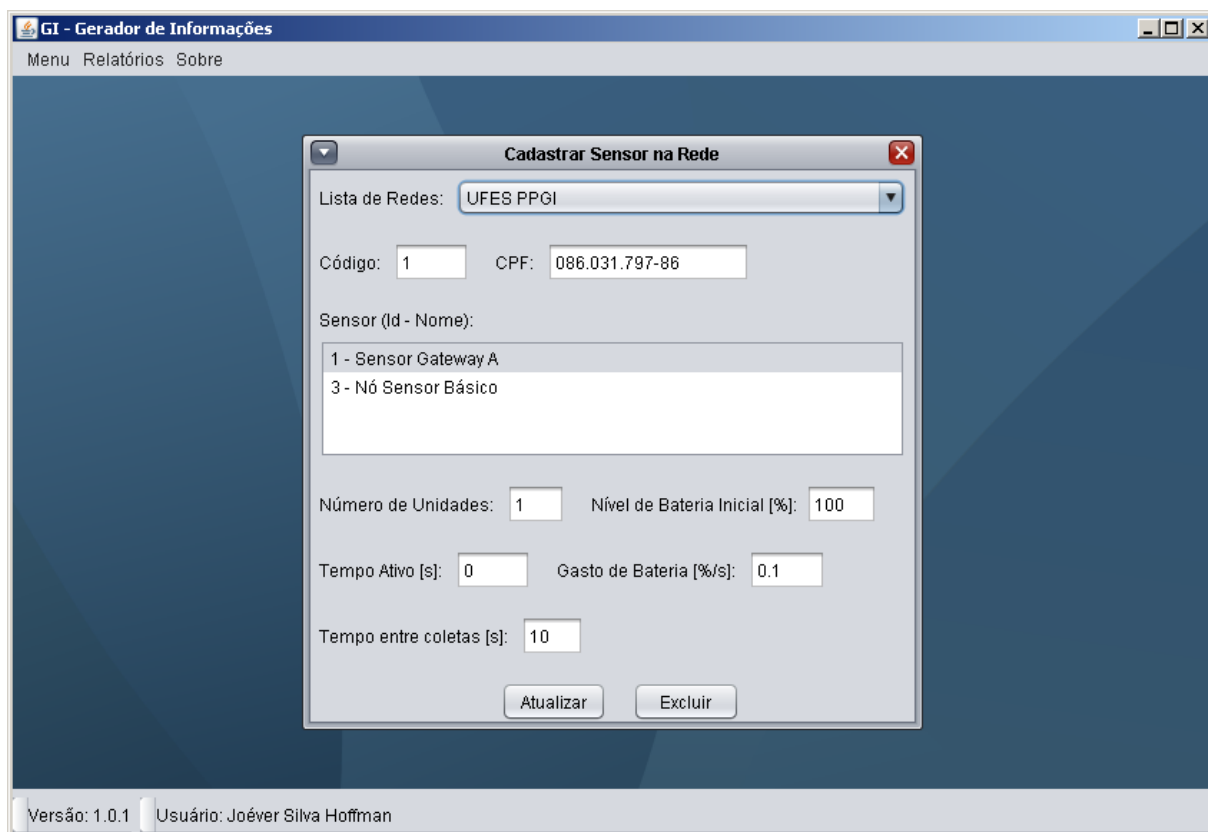 GI - Gerador de Informações
Menu Relatórios Sobre
Cadastrar Sensor na Rede
Lista de Redes: UFES PPGI
Código: 1 CPF: 086.031.797-86
Sensor (Id - Nome):
1 - Sensor Gateway A
3 - Nó Sensor Básico
Número de Unidades: 1 Nível de Bateria Inicial [%]: 100
Tempo Ativo [s]: 0 Gasto de Bateria [%/s]: 0.1
Tempo entre coletas [s]: 10
Atualizar Excluir
Versão: 1.0.1 Usuário: Joéver Silva Hoffman